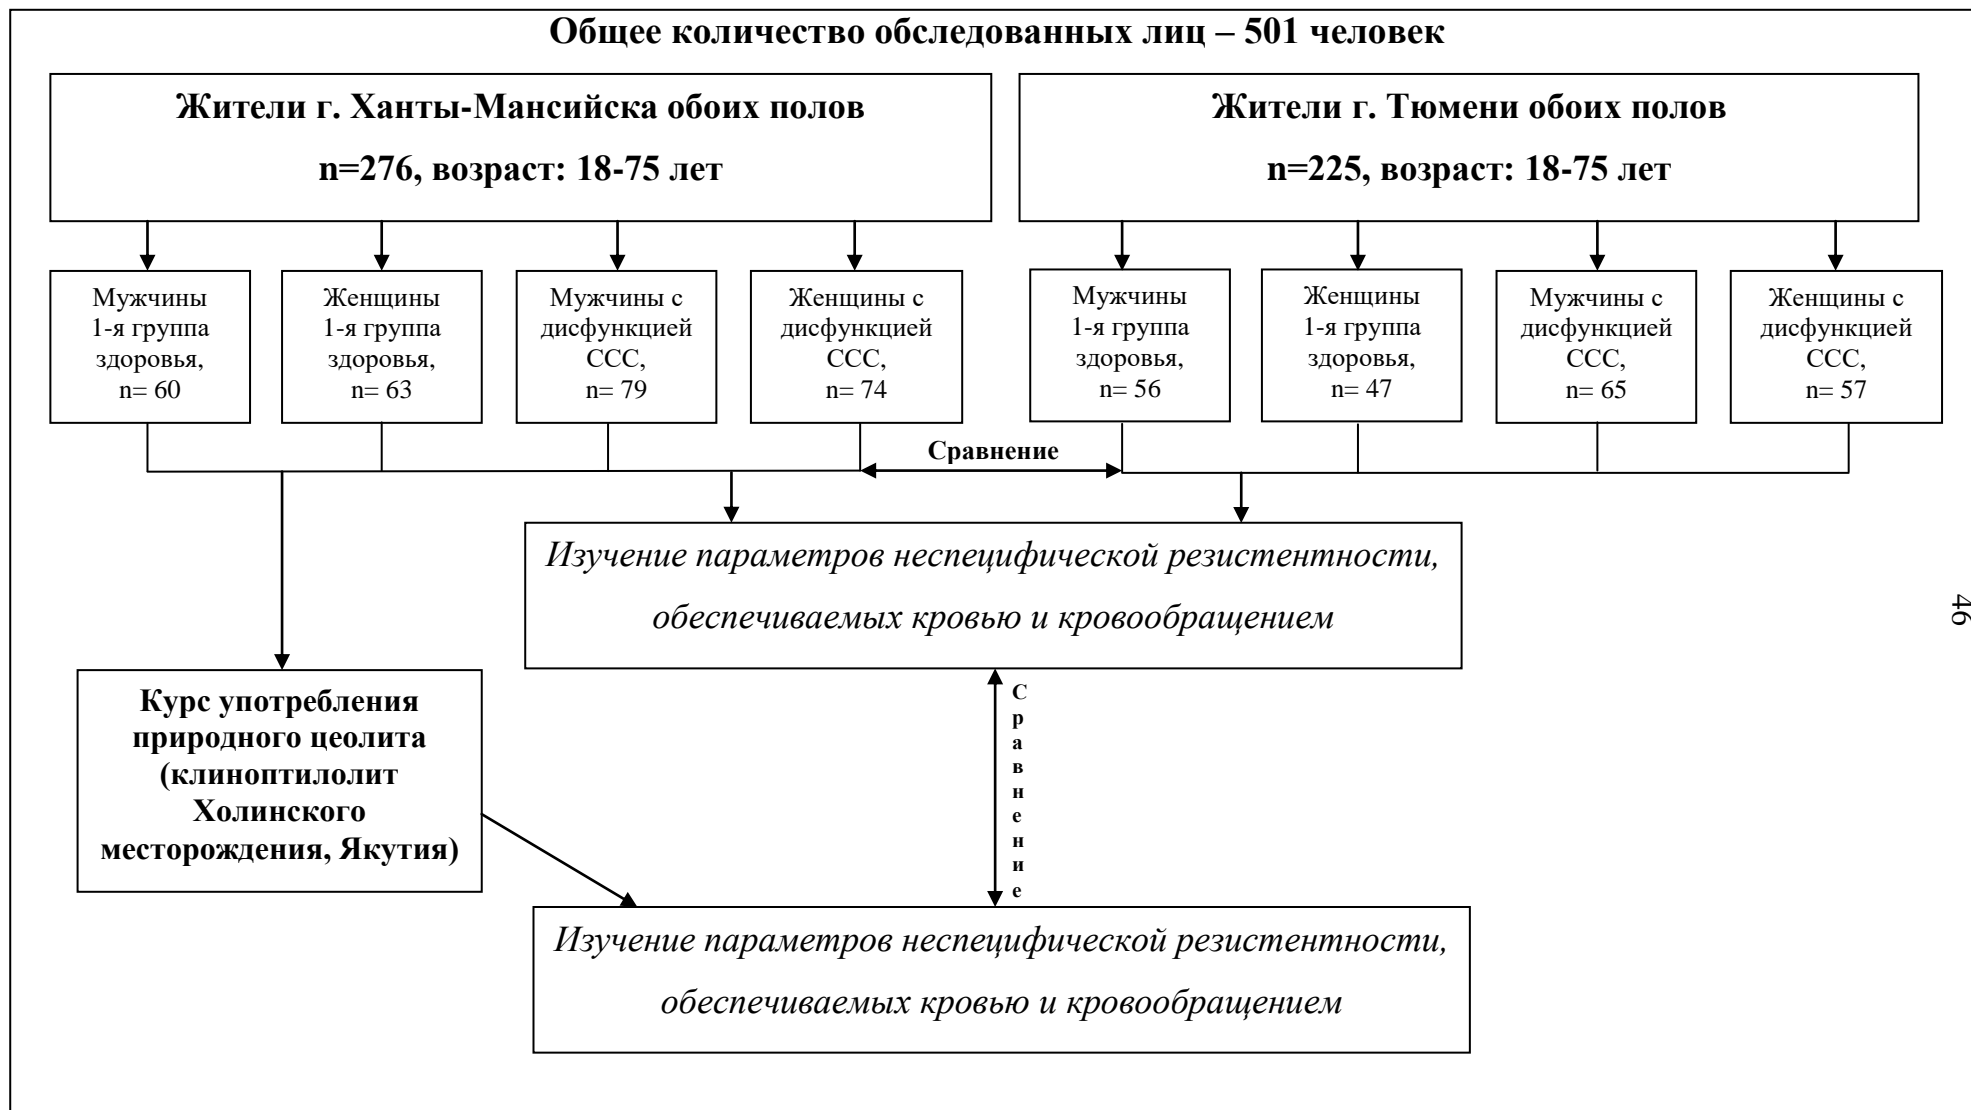 Общее количество обследованных лиц – 501 человек
Жители г. Ханты-Мансийска обоих полов
n=276, возраст: 18-75 лет
Жители г. Тюмени обоих полов
n=225, возраст: 18-75 лет
Мужчины
1-я группа
здоровья,
n= 60
Женщины
1-я группа
здоровья,
n= 63
Мужчины с
дисфункцией
ССС,
n= 79
Женщины с
дисфункцией
ССС,
n= 74
Мужчины
1-я группа
здоровья,
n= 56
Женщины
1-я группа
здоровья,
n= 47
Мужчины с
дисфункцией
ССС,
n= 65
Женщины с
дисфункцией
ССС,
n= 57
Сравнение
Изучение параметров неспецифической резистентности,
обеспечиваемых кровью и кровообращением
46
Курс употребления
природного цеолита
(клиноптилолит
Холинского
месторождения, Якутия)
Сравнение
Изучение параметров неспецифической резистентности,
обеспечиваемых кровью и кровообращением